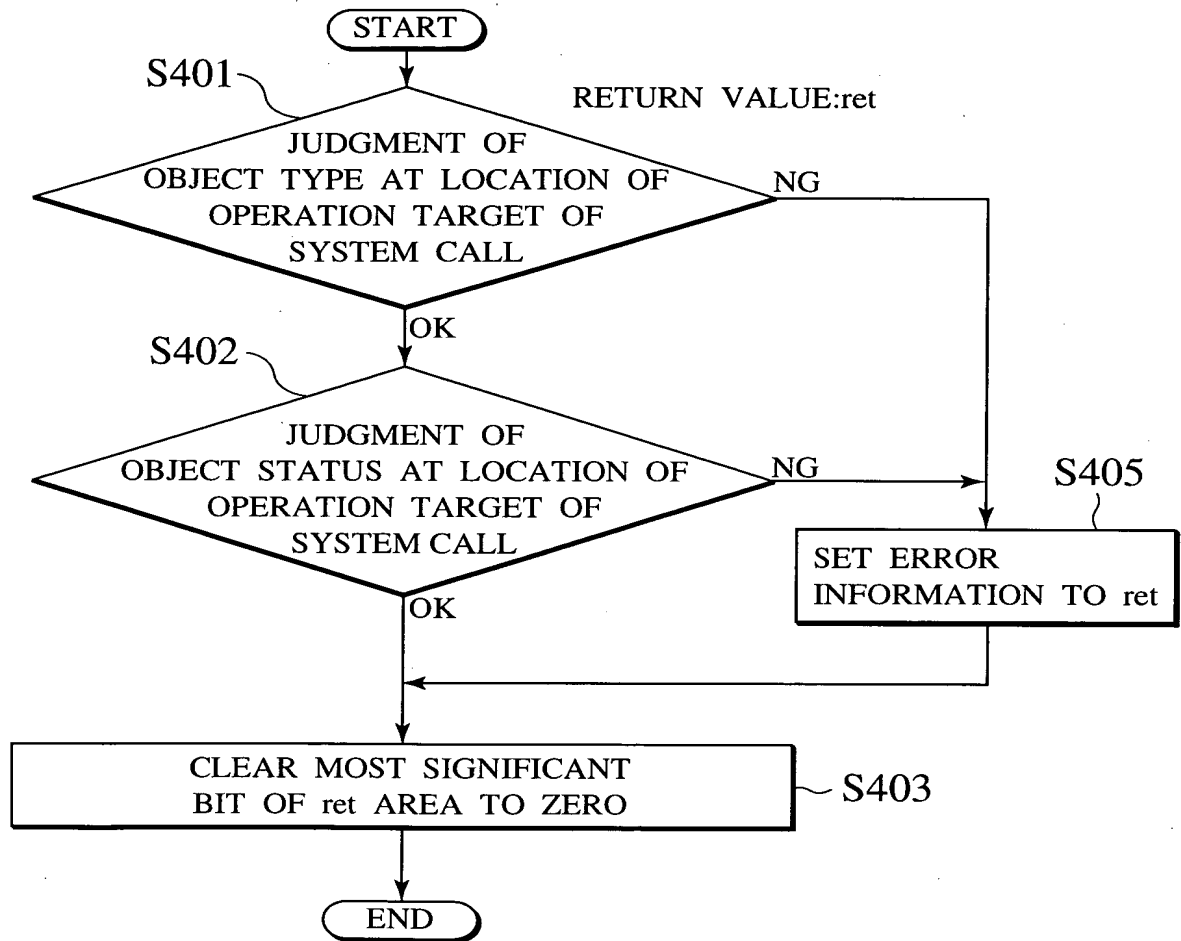 START
S401
RETURN VALUE:ret
JUDGMENT OF
OBJECT TYPE AT LOCATION OF
OPERATION TARGET OF
SYSTEM CALL
NG
OK
S402
JUDGMENT OF
OBJECT STATUS AT LOCATION OF
OPERATION TARGET OF
SYSTEM CALL
NG
OK
S405
SET ERROR
INFORMATION TO ret
CLEAR MOST SIGNIFICANT
BIT OF ret AREA TO ZERO
S403
END